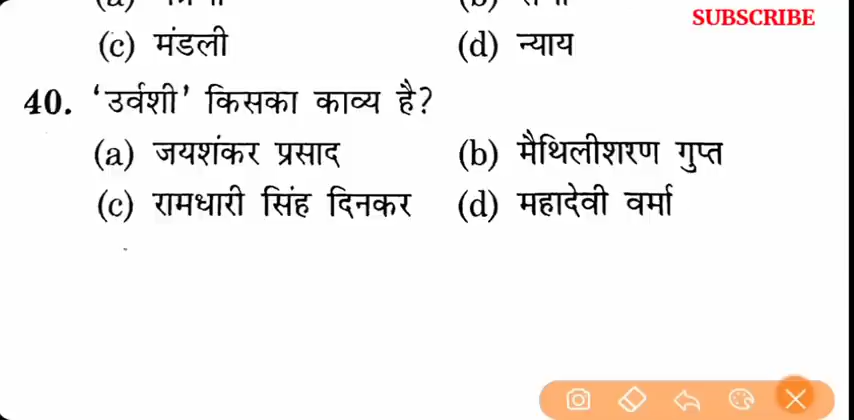 SUBSCRIBE
(c) मंडली (d) न्याय
40. ‘उर्वशी’ किसका काव्य है?
(a) जयशंकर प्रसाद (b) मैथिलीशरण गुप्त
(c) रामधारी सिंह दिनकर (d) महादेवी वर्मा